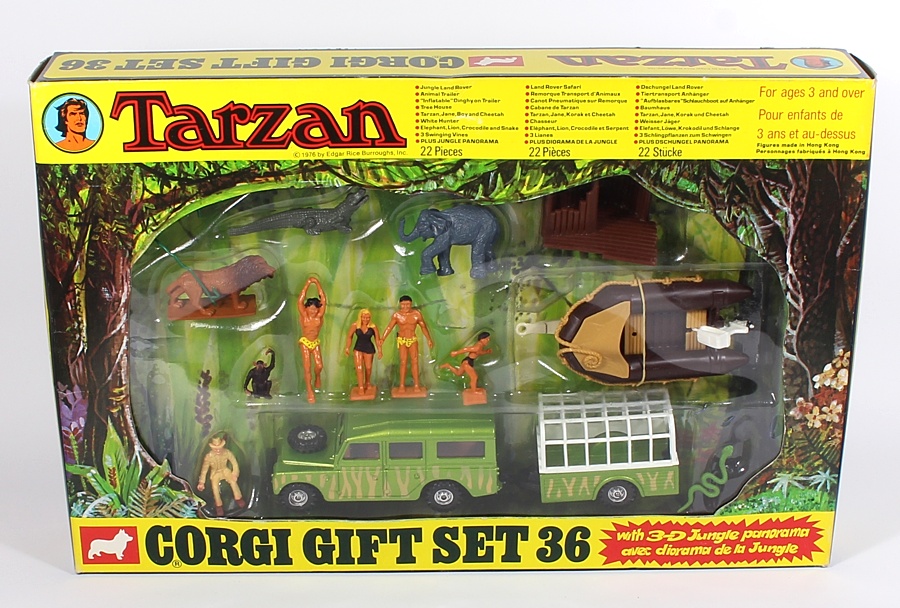 CORGI GIFT SET 36 Tarzan
Tarzan
© 1976 by Edgar Rice Burroughs, Inc.
• Jungle Land Rover
• Animal Trailer
• "Inflatable" Dinghy on Trailer
• Tree House
• Tarzan, Jane, Boy and Cheetah
• White Hunter
• Elephant, Lion, Crocodile and Snake
• 3 Swinging Vines
• PLUS JUNGLE PANORAMA
22 Pieces
• Land Rover Safari
• Remorque Transport d'Animaux
• Canot Pneumatique sur Remorque
• Cabane de Tarzan
• Tarzan, Jane, Korak et Cheetah
• Chasseur
• Eléphant, Lion, Crocodile et Serpent
• 3 Lianes
• PLUS DIORAMA DE LA JUNGLE
22 Pièces
• Dschungel Land Rover
• Tiertransport Anhänger
• "Aufblasbares" Schlauchboot auf Anhänger
• Baumhaus
• Tarzan, Jane, Korak und Cheetah
• Weisser Jäger
• Elefant, Löwe, Krokodil und Schlange
• 3 Schlingpflanzen zum Schwingen
• PLUS DSCHUNGEL PANORAMA
22 Stücke
For ages 3 and over
Pour enfants de
3 ans et au-dessus
Figures made in Hong Kong
Personnages fabriqués à Hong Kong
® CORGI GIFT SET 36
with 3-D Jungle panorama
avec diorama de la Jungle